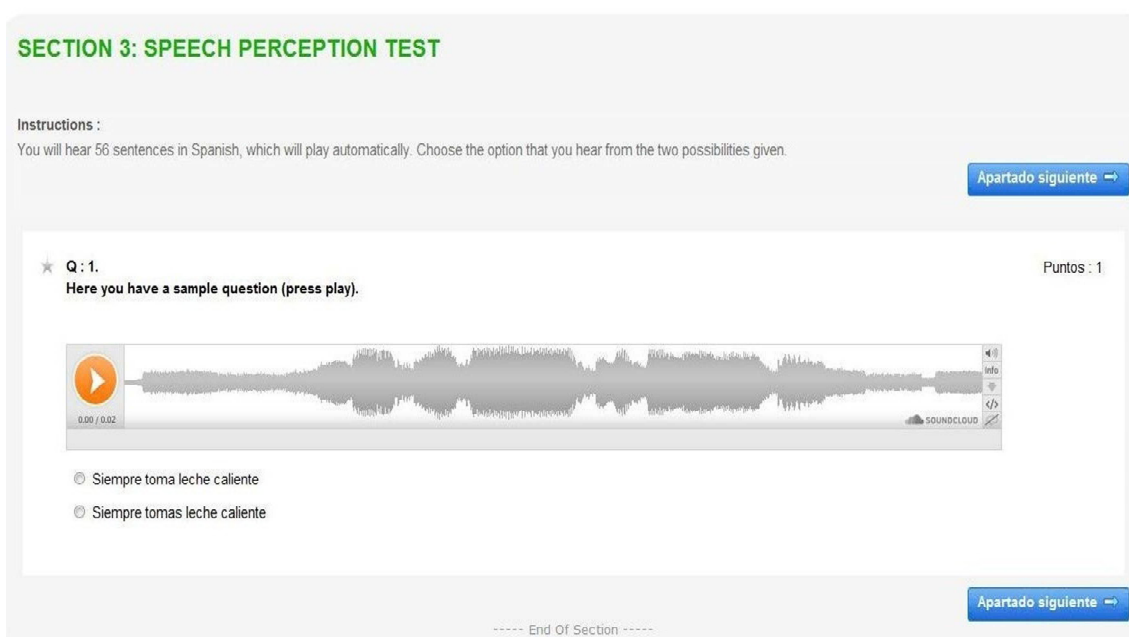 SECTION 3: SPEECH PERCEPTION TEST
Instructions :
You will hear 56 sentences in Spanish, which will play automatically. Choose the option that you hear from the two possibilities given.
Apartado siguiente
Q : 1.
Puntos : 1
Here you have a sample question (press play).
Info
</>
0.00 / 0.02
SOUNDCLOUD
Siempre toma leche caliente
Siempre tomas leche caliente
Apartado siguiente
----- End Of Section -----